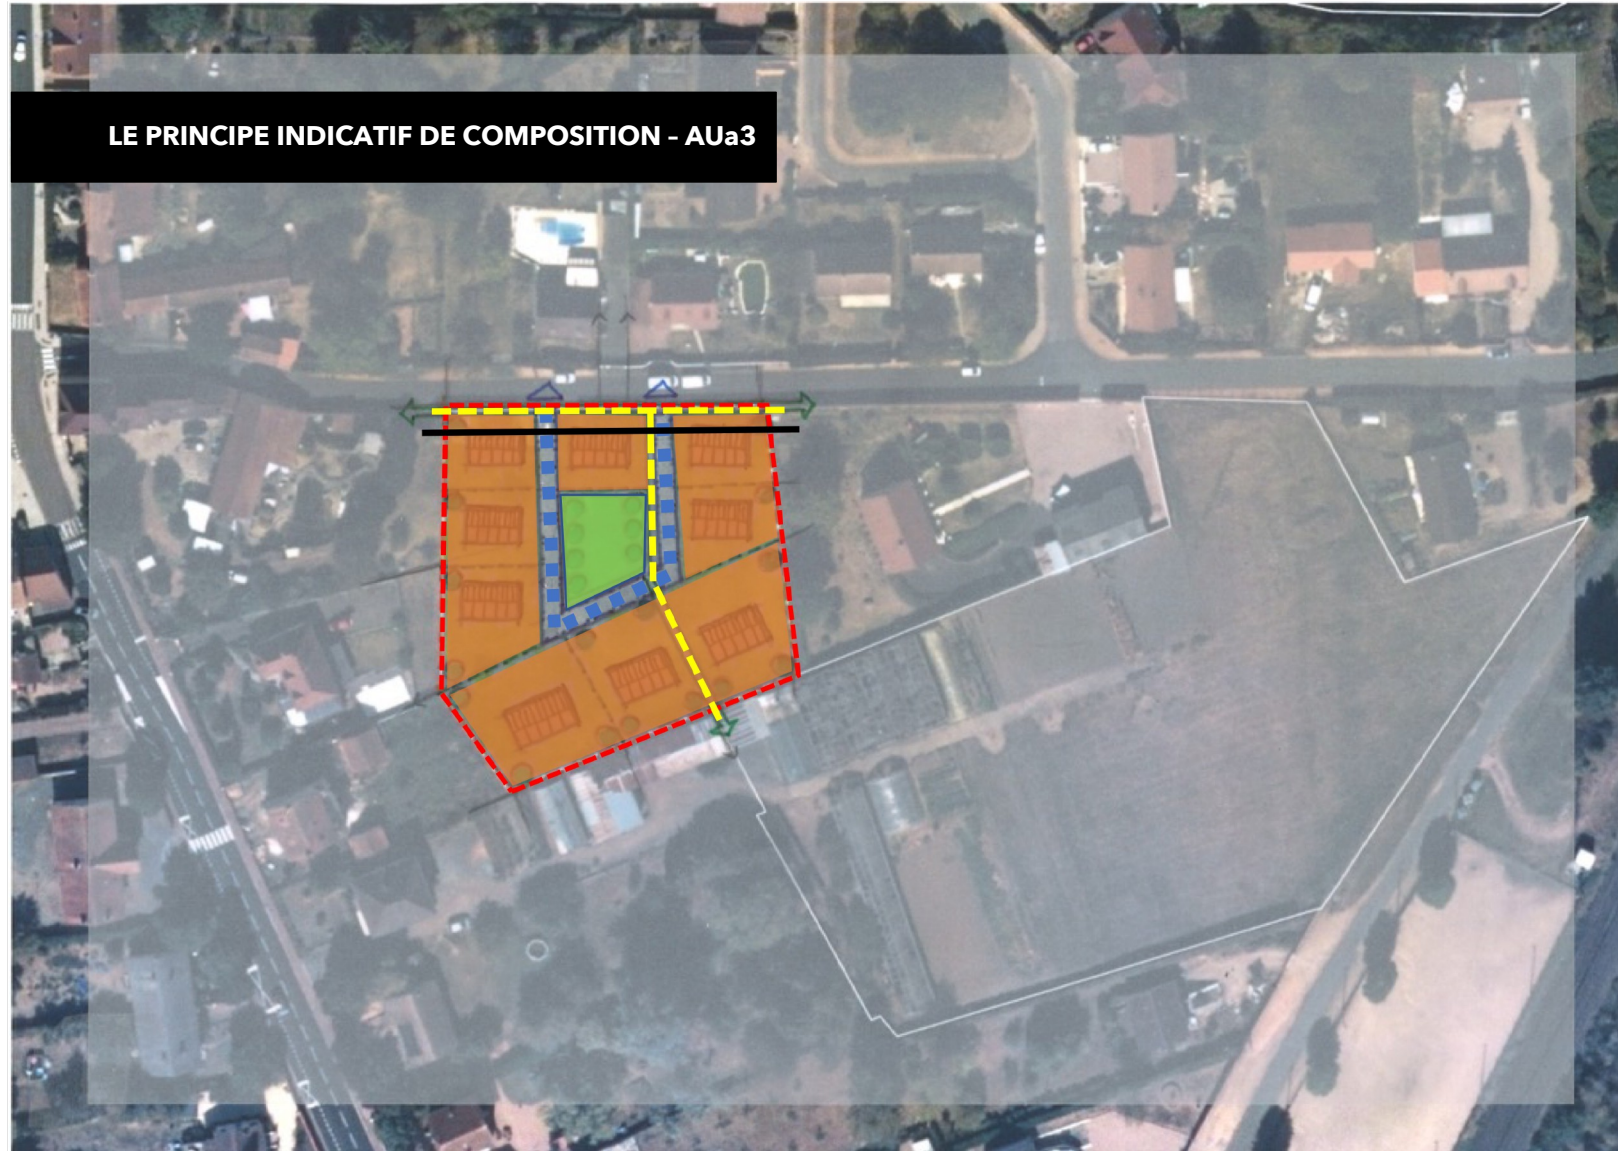 LE PRINCIPE INDICATIF DE COMPOSITION – AUa3